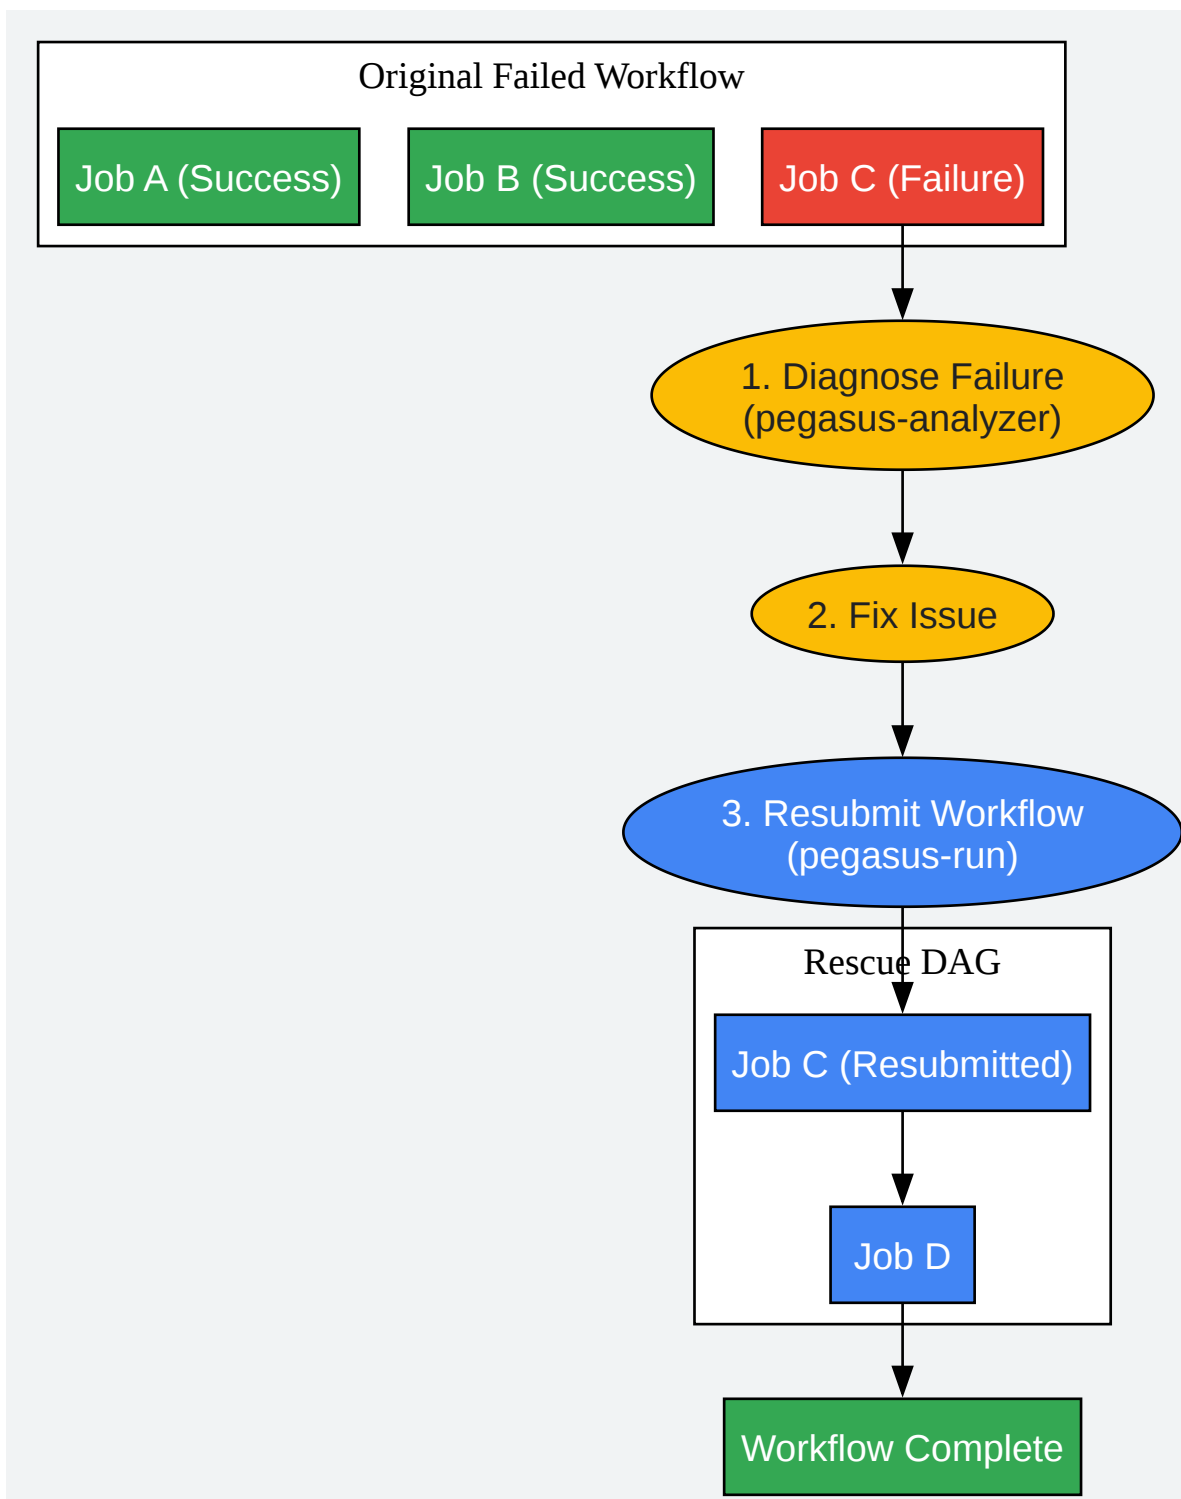 Original Failed Workflow
Job A (Success)
Job B (Success)
Job C (Failure)
1. Diagnose Failure
(pegasus-analyzer)
2. Fix Issue
3. Resubmit Workflow
(pegasus-run)
Rescue DAG
Job C (Resubmitted)
Job D
Workflow Complete